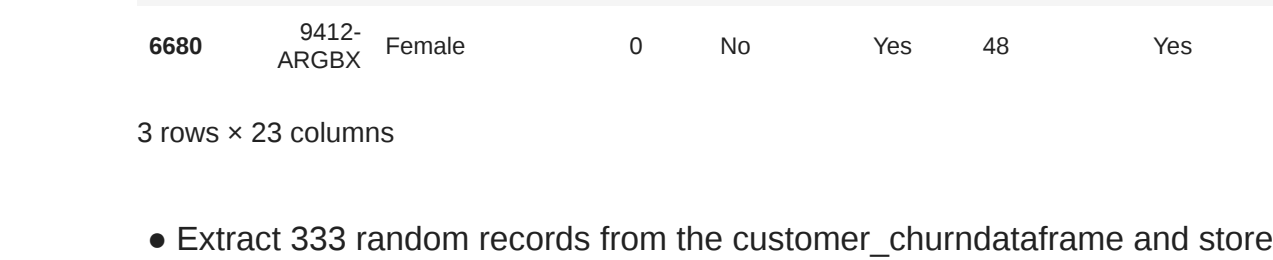 6680 9412-ARGBX Female 0 No Yes 48 Yes
3 rows × 23 columns
● Extract 333 random records from the customer_churndataframe and store